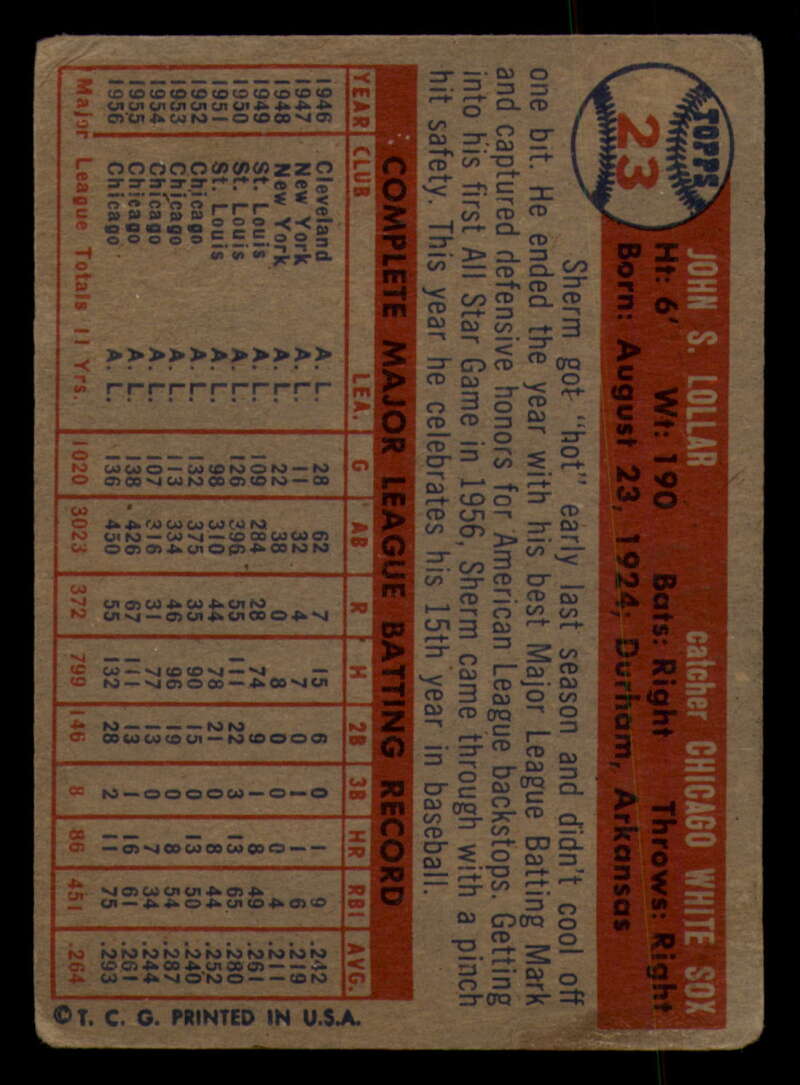 TOPPS
23
JOHN S. LOLLAR catcher CHICAGO WHITE SOX
Ht: 6' Wt: 190 Bats: Right Throws: Right
Born: August 23, 1924; Durham, Arkansas
Sherm got "hot" early last season and didn't cool off
one bit. He ended the year with his best Major League Batting Mark
and captured defensive honors for American League backstops. Getting
into his first All Star Game in 1956, Sherm came through with a pinch
hit safety. This year he celebrates his 15th year in baseball.
COMPLETE MAJOR LEAGUE BATTING RECORD
YEAR CLUB LEA. G AB R H 2B 3B HR RBI AVG.
1946 Cleveland A. L. 28 62 7 15 6 0 1 9 .242
1947 New York A. L. 11 32 4 7 0 1 1 6 .219
1948 New York A. L. 22 38 0 8 0 0 0 4 .211
1949 St. Louis A. L. 109 284 28 74 9 1 8 49 .261
1950 St. Louis A. L. 126 396 55 111 22 3 13 65 .280
1951 St. Louis A. L. 98 310 44 78 21 0 8 44 .252
1952 Chicago A. L. 132 375 35 90 15 0 13 50 .240
1953 Chicago A. L. 113 334 46 96 19 0 8 54 .287
1954 Chicago A. L. 107 316 31 77 13 0 7 34 .244
1955 Chicago A. L. 138 426 67 111 13 1 16 61 .261
1956 Chicago A. L. 136 450 55 132 28 2 11 75 .293
Major League Totals 11 Yrs. 1020 3023 372 799 146 8 86 451 .264
© T. C. G. PRINTED IN U.S.A.